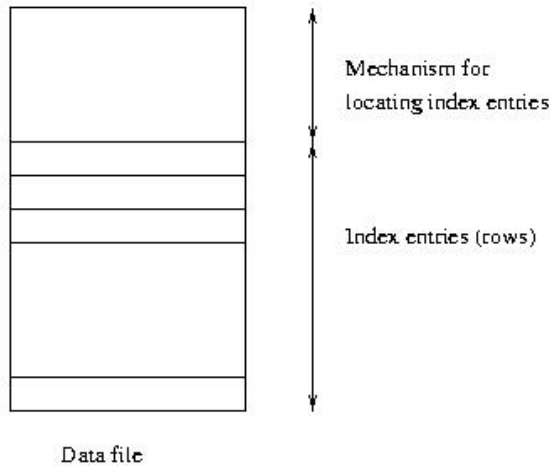 Mechanism for
locating index entries
Index entries (rows)
Data file